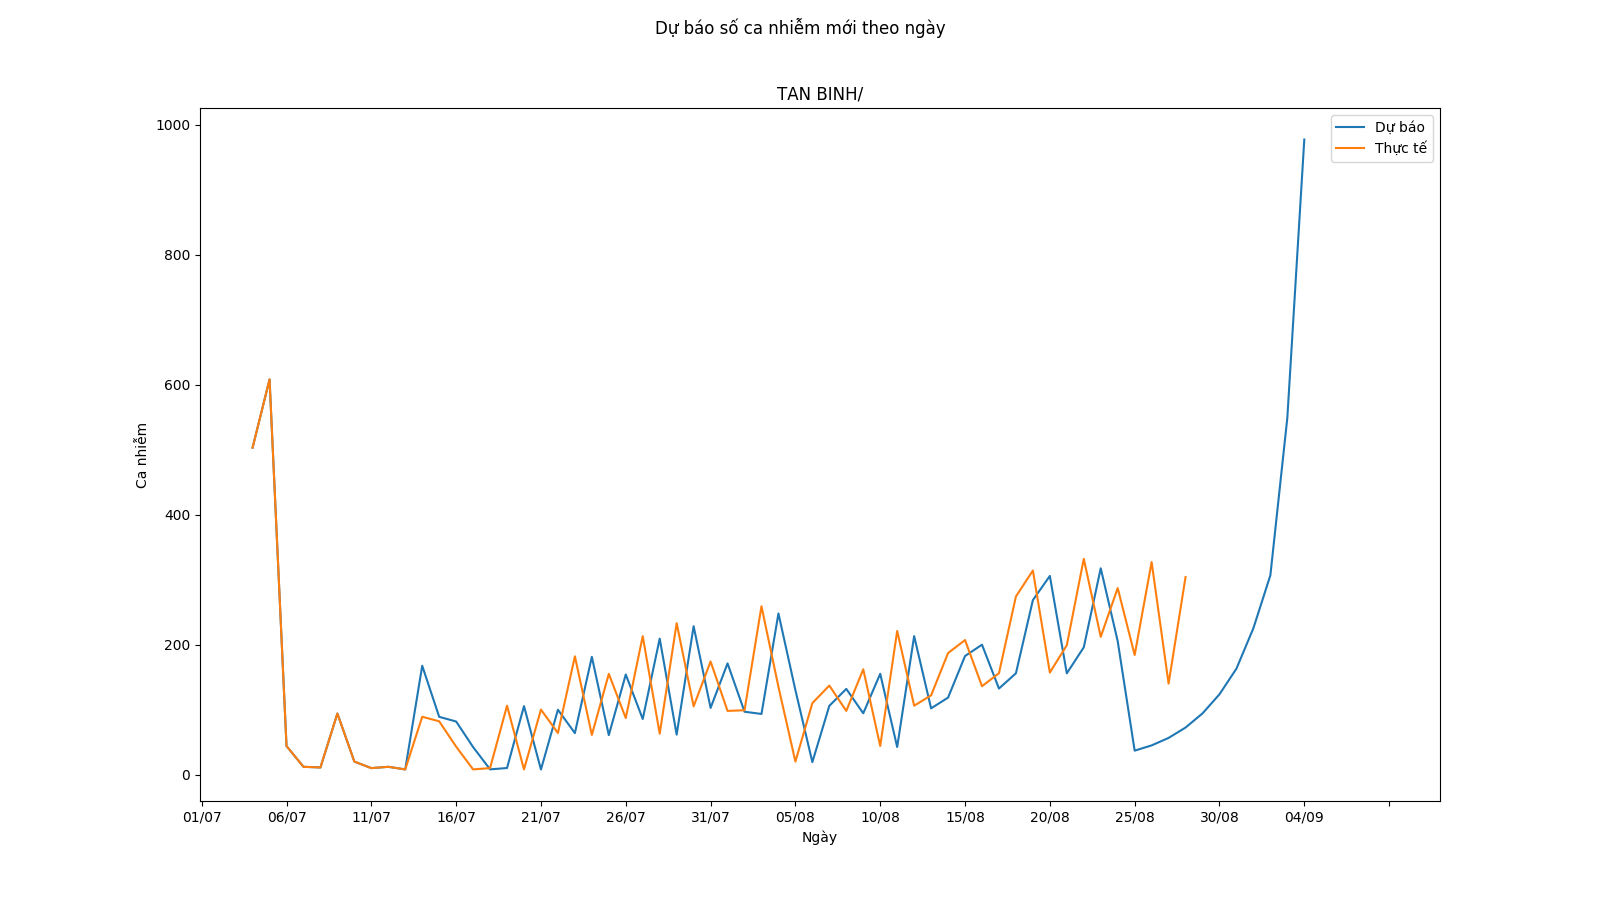 Dự báo số ca nhiễm mới theo ngày
TAN BINH/
Dự báo
Thực tế
Ca nhiễm
1000
800
600
400
200
0
01/07 06/07 11/07 16/07 21/07 26/07 31/07 05/08 10/08 15/08 20/08 25/08 30/08 04/09
Ngày